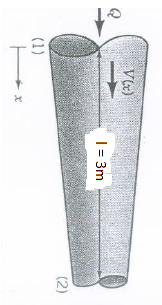 Q
(1)
V(x)
x
l = 3m
(2)